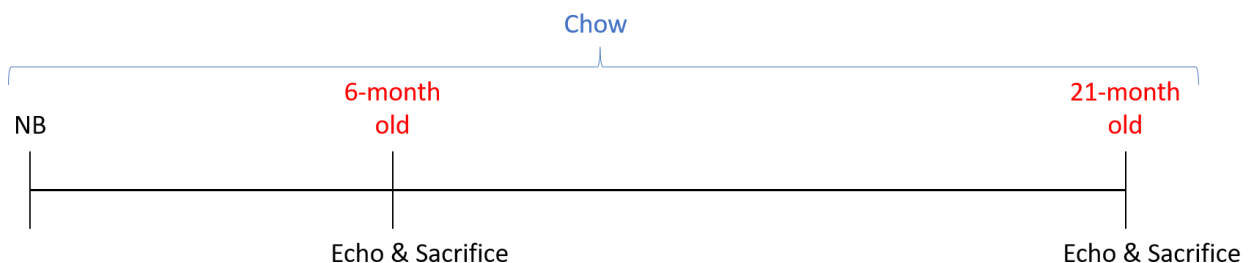 Chow
6-month
old
21-month
old
NB
Echo & Sacrifice
Echo & Sacrifice